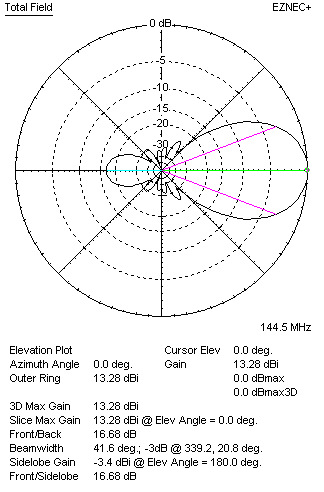 Total Field
EZNEC+
0 dB
-5
-10
-15
-20
-30
144.5 MHz
Elevation Plot
Cursor Elev 0.0 deg.
Azimuth Angle 0.0 deg.
Gain 13.28 dBi
Outer Ring 13.28 dBi
0.0 dBmax
0.0 dBmax3D
3D Max Gain 13.28 dBi
Slice Max Gain 13.28 dBi @ Elev Angle = 0.0 deg.
Front/Back 16.68 dB
Beamwidth 41.6 deg.; -3dB @ 339.2, 20.8 deg.
Sidelobe Gain -3.4 dBi @ Elev Angle = 180.0 deg.
Front/Sidelobe 16.68 dB